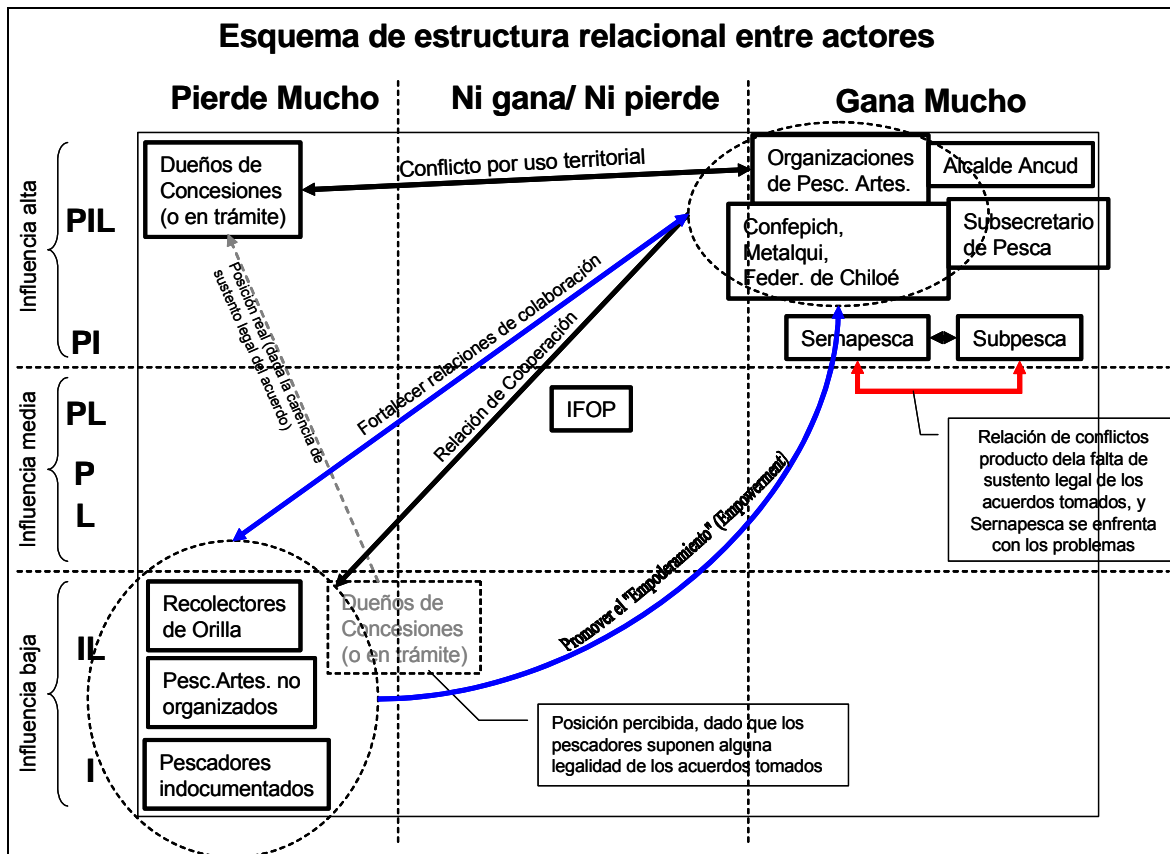 Esquema de estructura relacional entre actores
Pierde Mucho
Ni gana/ Ni pierde
Gana Mucho
Influencia alta
PIL
PI
Dueños de
Concesiones
(o en trámite)
Conflicto por uso territorial
Organizaciones
de Pesc. Artes.
Alcalde Ancud
Confepich,
Metalqui,
Feder. de Chiloé
Subsecretario
de Pesca
Sernapesca
Subpesca
Posición real (dada la carencia de
sustento legal del acuerdo)
Fortalecer relaciones de colaboración
Relación de Cooperación
Influencia media
PL
P
L
IFOP
Relación de conflictos
producto dela falta de
sustento legal de los
acuerdos tomados, y
Sernapesca se enfrenta
con los problemas
Promover el "Empoderamiento" (Empowerment)
Influencia baja
IL
I
Recolectores
de Orilla
Dueños de
Concesiones
(o en trámite)
Pesc.Artes. no
organizados
Pescadores
indocumentados
Posición percibida, dado que los
pescadores suponen alguna
legalidad de los acuerdos tomados